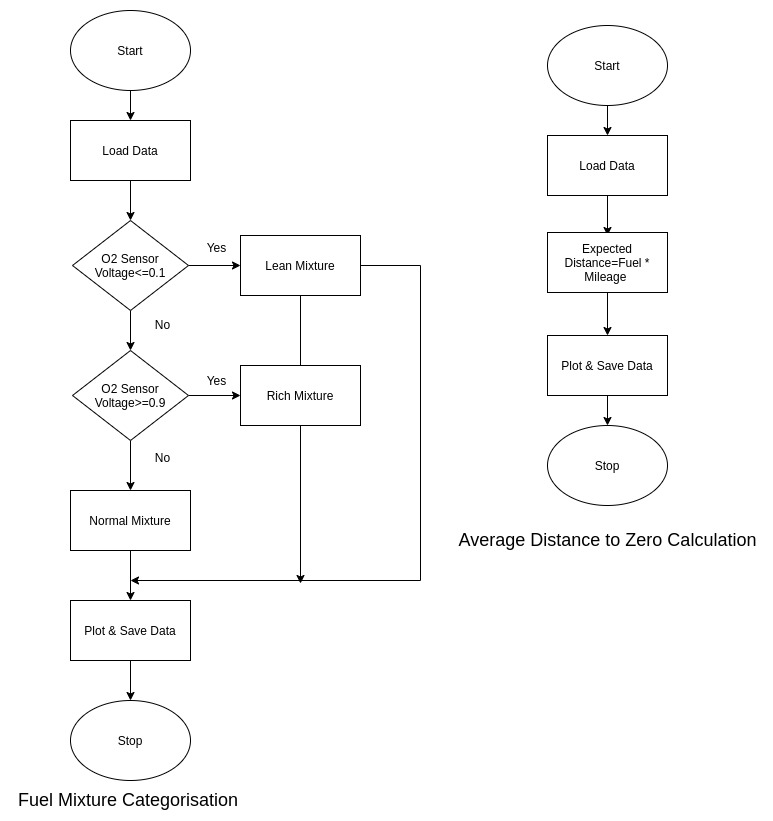 Start
Load Data
O2 Sensor
Voltage<=0.1
Yes
Lean Mixture
No
O2 Sensor
Voltage>=0.9
Yes
Rich Mixture
No
Normal Mixture
Plot & Save Data
Stop
Fuel Mixture Categorisation
Start
Load Data
Expected
Distance=Fuel *
Mileage
Plot & Save Data
Stop
Average Distance to Zero Calculation